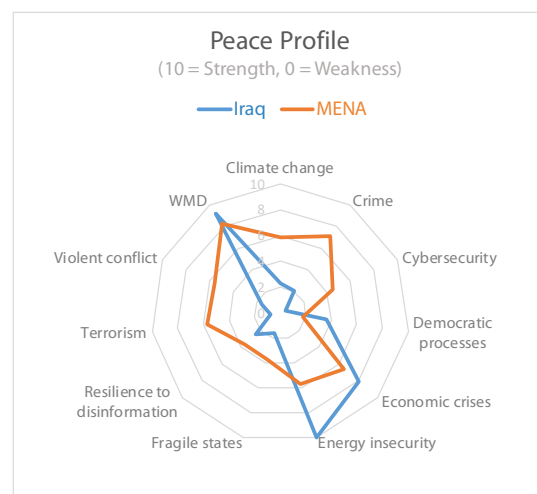 Peace Profile
(10 = Strength, 0 = Weakness)
Iraq MENA
Climate change
10
WMD
Crime
8
6
Violent conflict
Cybersecurity
4
2
0
Terrorism
Democratic
processes
Resilience to
disinformation
Economic crises
Fragile states
Energy insecurity